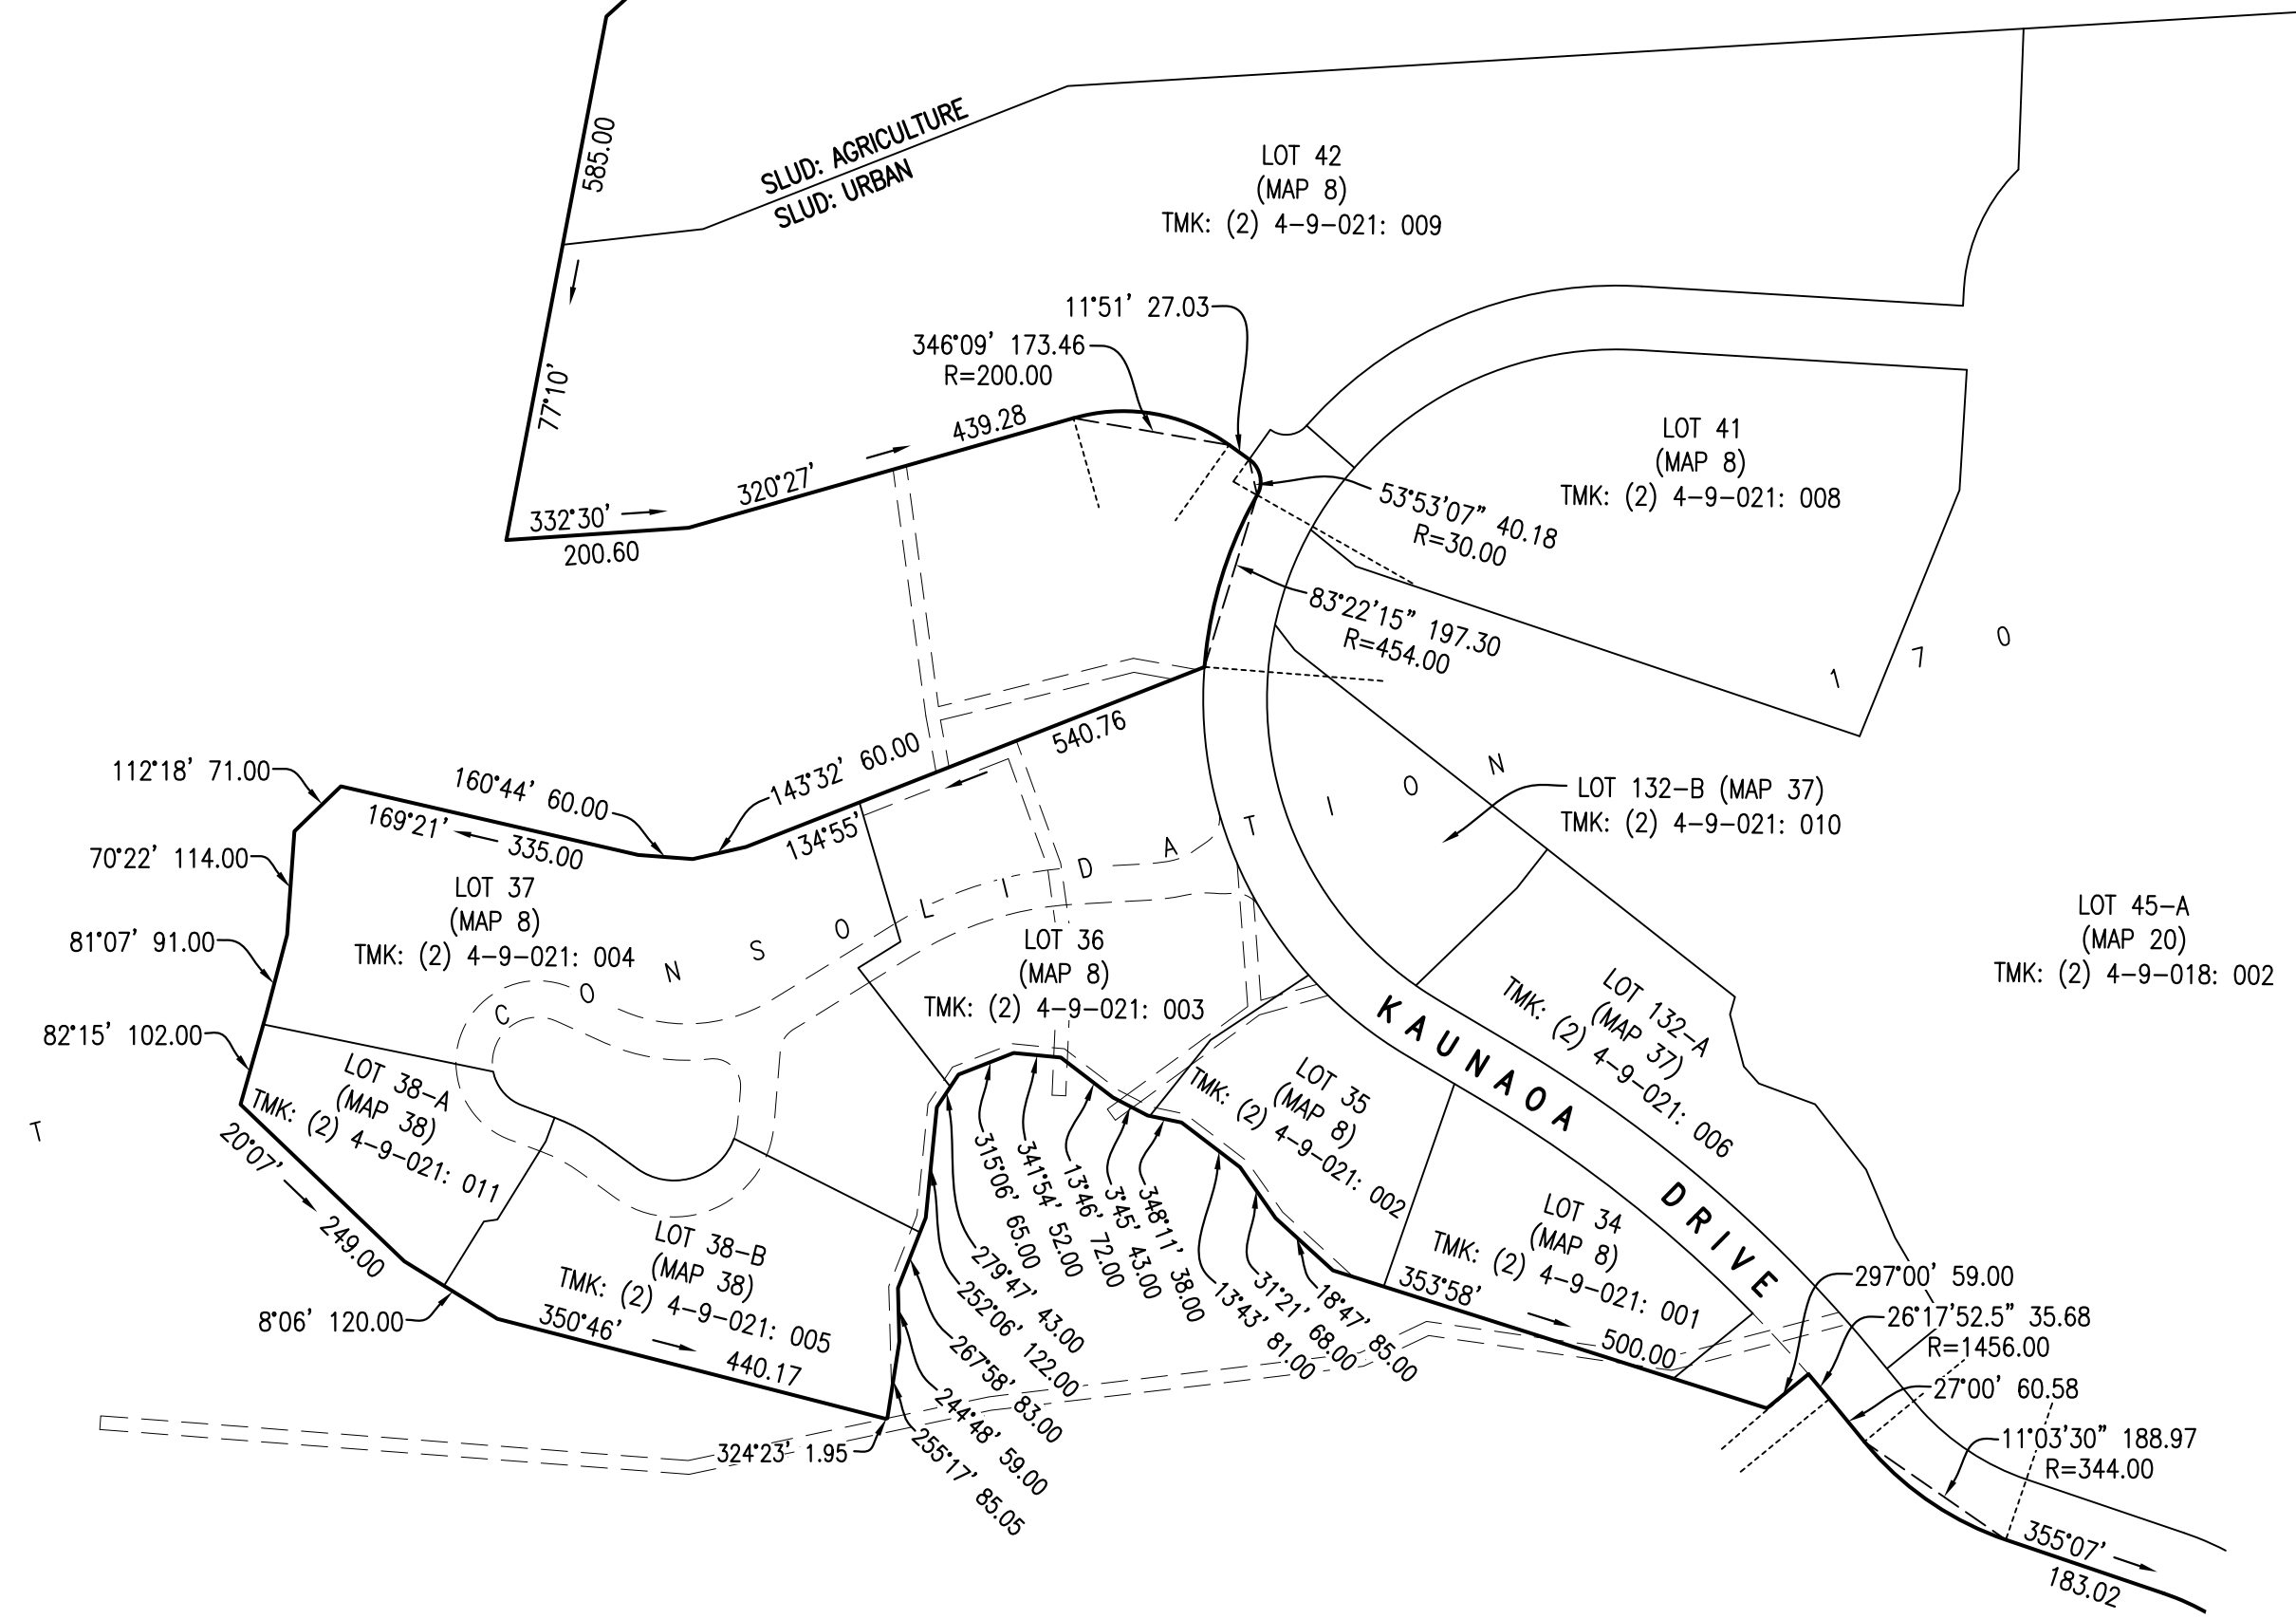 585.00
SLUD: AGRICULTURE
SLUD: URBAN
LOT 42
(MAP 8)
TMK: (2) 4-9-021: 009
11°51' 27.03
346°09' 173.46
R=200.00
77°10'
439.28
320°27'
332°30'
200.60
LOT 41
(MAP 8)
TMK: (2) 4-9-021: 008
53°53'07" 40.18
R=30.00
83°22'15" 197.30
R=454.00
1 7 0
540.76
143°32' 60.00
134°55'
112°18' 71.00
160°44' 60.00
169°21'
335.00
70°22' 114.00
81°07' 91.00
82°15' 102.00
LOT 37
(MAP 8)
TMK: (2) 4-9-021: 004
C O N S O L I D A T I O N
LOT 132-B (MAP 37)
TMK: (2) 4-9-021: 010
LOT 36
(MAP 8)
TMK: (2) 4-9-021: 003
LOT 45-A
(MAP 20)
TMK: (2) 4-9-018: 002
LOT 132-A
(MAP 37)
TMK: (2) 4-9-021: 006
KAUNAOA DRIVE
LOT 35
(MAP 8)
TMK: (2) 4-9-021: 002
LOT 34
(MAP 8)
TMK: (2) 4-9-021: 001
LOT 38-A
(MAP 38)
TMK: (2) 4-9-021: 011
LOT 38-B
(MAP 38)
TMK: (2) 4-9-021: 005
T
20°07'
249.00
8°06' 120.00
350°46'
440.17
324°23' 1.95
255°17' 85.05
244°48' 59.00
267°58' 83.00
252°06' 122.00
279°47' 43.00
315°06' 65.00
341°54' 52.00
13°46' 72.00
3°45' 43.00
348°11' 38.00
13°43' 81.00
31°21' 68.00
18°47' 85.00
353°58'
500.00
297°00' 59.00
26°17'52.5" 35.68
R=1456.00
27°00' 60.58
11°03'30" 188.97
R=344.00
355°07'
183.02